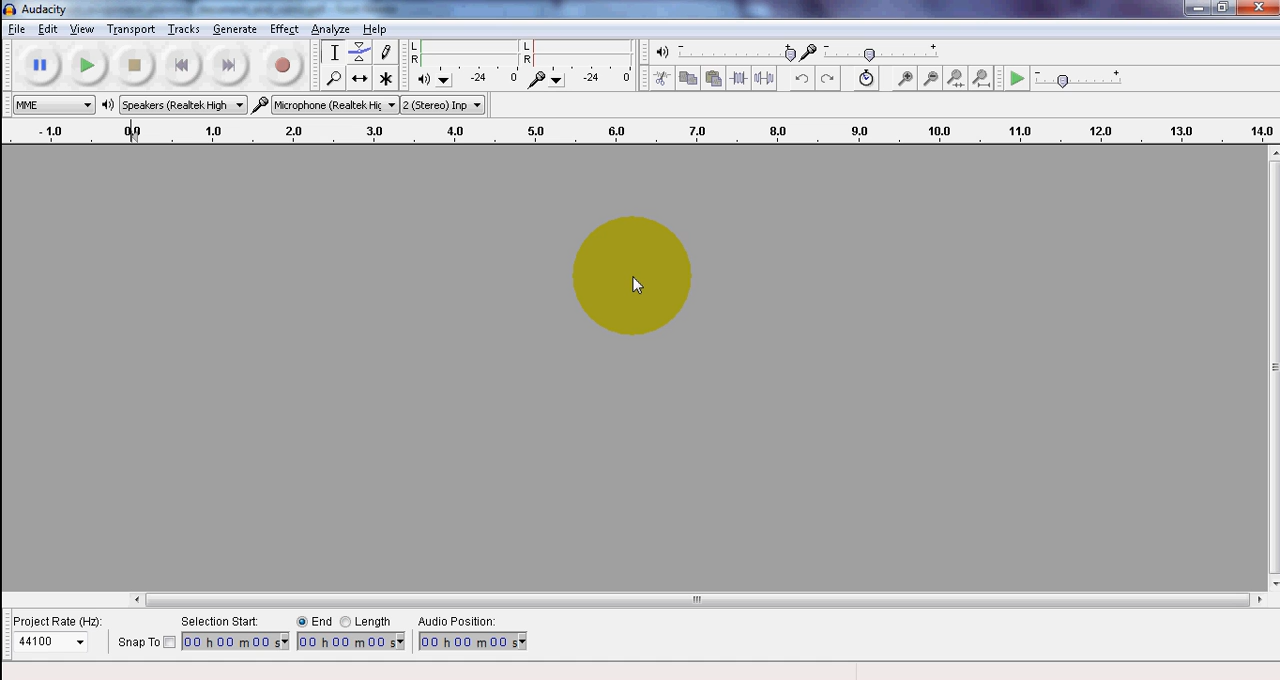 Audacity
File Edit View Transport Tracks Generate Effect Analyze Help
L
R
-24 0
L
R
-24 0
MME Speakers (Realtek High Microphone (Realtek Hig 2 (Stereo) Inp
- 1.0 0.0 1.0 2.0 3.0 4.0 5.0 6.0 7.0 8.0 9.0 10.0 11.0 12.0 13.0 14.0
Project Rate (Hz): Selection Start: End Length Audio Position:
44100 Snap To 00 h 00 m 00 s 00 h 00 m 00 s 00 h 00 m 00 s